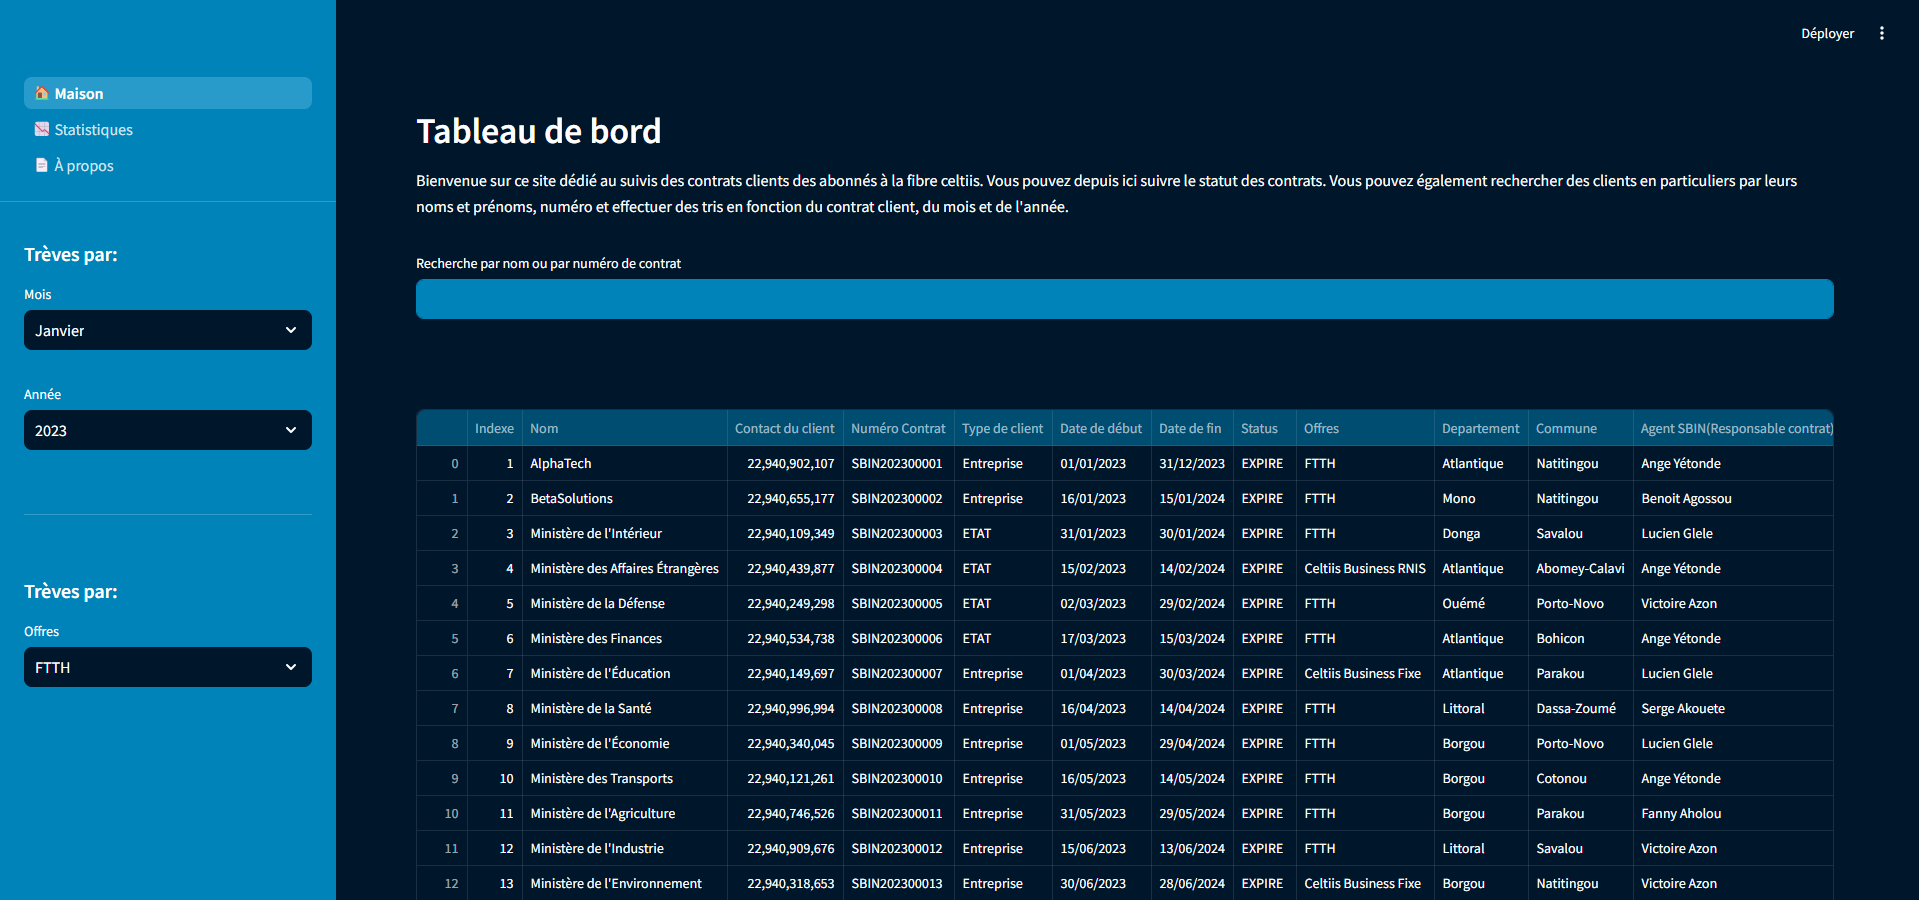 Déployer
Maison
Statistiques
À propos
Trèves par:
Mois
Janvier
Année
2023
Trèves par:
Offres
FTTH
Tableau de bord
Bienvenue sur ce site dédié au suivis des contrats clients des abonnés à la fibre celtiis. Vous pouvez depuis ici suivre le statut des contrats. Vous pouvez également rechercher des clients en particuliers par leurs
noms et prénoms, numéro et effectuer des tris en fonction du contrat client, du mois et de l'année.
Recherche par nom ou par numéro de contrat
Indexe Nom Contact du client Numéro Contrat Type de client Date de début Date de fin Status Offres Departement Commune Agent SBIN(Responsable contrat)
0 1 AlphaTech 22,940,902,107 SBIN202300001 Entreprise 01/01/2023 31/12/2023 EXPIRE FTTH Atlantique Natitingou Ange Yétonde
1 2 BetaSolutions 22,940,655,177 SBIN202300002 Entreprise 16/01/2023 15/01/2024 EXPIRE FTTH Mono Natitingou Benoit Agossou
2 3 Ministère de l'Intérieur 22,940,109,349 SBIN202300003 ETAT 31/01/2023 30/01/2024 EXPIRE FTTH Donga Savalou Lucien Glele
3 4 Ministère des Affaires Étrangères 22,940,439,877 SBIN202300004 ETAT 15/02/2023 14/02/2024 EXPIRE Celtiis Business RNIS Atlantique Abomey-Calavi Ange Yétonde
4 5 Ministère de la Défense 22,940,249,298 SBIN202300005 ETAT 02/03/2023 29/02/2024 EXPIRE FTTH Ouémé Porto-Novo Victoire Azon
5 6 Ministère des Finances 22,940,534,738 SBIN202300006 ETAT 17/03/2023 15/03/2024 EXPIRE FTTH Atlantique Bohicon Ange Yétonde
6 7 Ministère de l'Éducation 22,940,149,697 SBIN202300007 Entreprise 01/04/2023 30/03/2024 EXPIRE Celtiis Business Fixe Atlantique Parakou Lucien Glele
7 8 Ministère de la Santé 22,940,996,994 SBIN202300008 Entreprise 16/04/2023 14/04/2024 EXPIRE FTTH Littoral Dassa-Zoumé Serge Akouete
8 9 Ministère de l'Économie 22,940,340,045 SBIN202300009 Entreprise 01/05/2023 29/04/2024 EXPIRE FTTH Borgou Porto-Novo Lucien Glele
9 10 Ministère des Transports 22,940,121,261 SBIN202300010 Entreprise 16/05/2023 14/05/2024 EXPIRE FTTH Borgou Cotonou Ange Yétonde
10 11 Ministère de l'Agriculture 22,940,746,526 SBIN202300011 Entreprise 31/05/2023 29/05/2024 EXPIRE FTTH Borgou Parakou Fanny Aholou
11 12 Ministère de l'Industrie 22,940,909,676 SBIN202300012 Entreprise 15/06/2023 13/06/2024 EXPIRE FTTH Littoral Savalou Victoire Azon
12 13 Ministère de l'Environnement 22,940,318,653 SBIN202300013 Entreprise 30/06/2023 28/06/2024 EXPIRE Celtiis Business Fixe Borgou Natitingou Victoire Azon